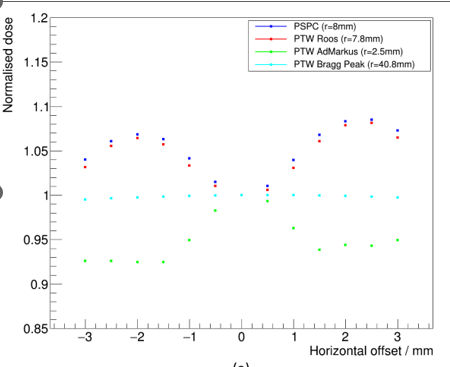 1.2
PSPC (r=8mm)
PTW Roos (r=7.8mm)
PTW AdMarkus (r=2.5mm)
PTW Bragg Peak (r=40.8mm)
Normalised dose
1.15
1.1
1.05
1
0.95
0.9
0.85
−3 −2 −1 0 1 2 3
Horizontal offset / mm